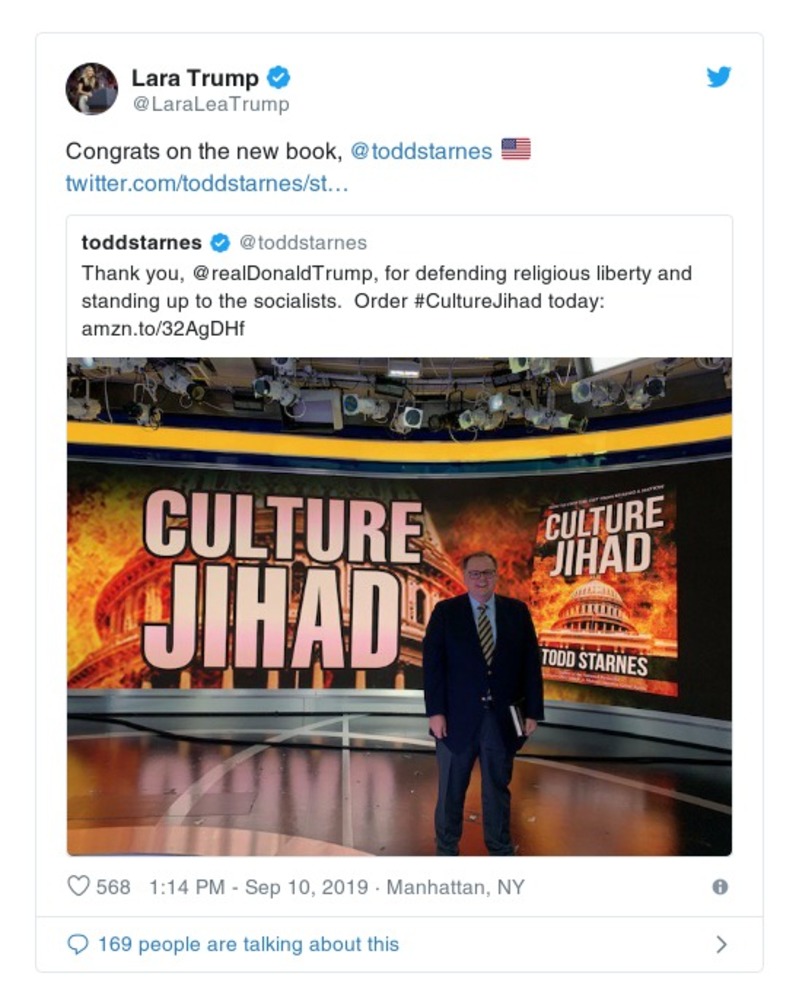 Lara Trump
@LaraLeaTrump
Congrats on the new book, @toddstarnes 🇺🇸
twitter.com/toddstarnes/st…
toddstarnes @toddstarnes
Thank you, @realDonaldTrump, for defending religious liberty and
standing up to the socialists. Order #CultureJihad today:
amzn.to/32AgDHf
CULTURE
JIHAD
CULTURE
JIHAD
TODD STARNES
568 1:14 PM - Sep 10, 2019 · Manhattan, NY
169 people are talking about this